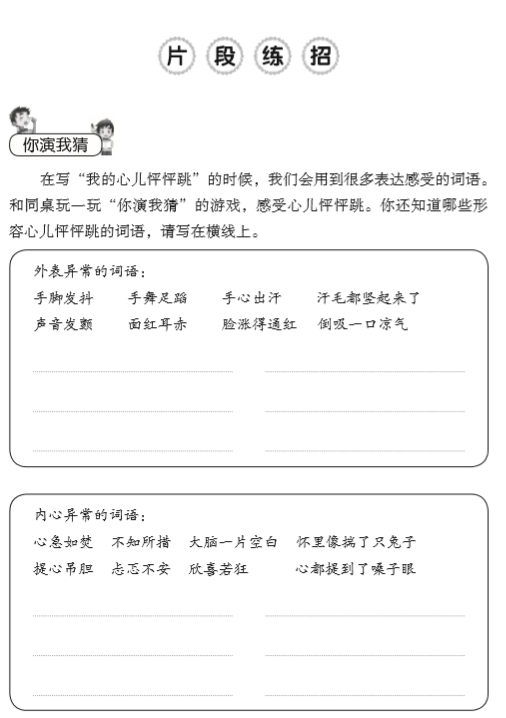 片段练招
你演我猜
在写“我的心儿怦怦跳”的时候，我们会用到很多表达感受的词语。
和同桌玩一玩“你演我猜”的游戏，感受心儿怦怦跳。你还知道哪些形
容心儿怦怦跳的词语，请写在横线上。
外表异常的词语：
手脚发抖 手舞足蹈 手心出汗 汗毛都竖起来了
声音发颤 面红耳赤 脸涨得通红 倒吸一口凉气
内心异常的词语：
心急如焚 不知所措 大脑一片空白 怀里像揣了只兔子
提心吊胆 忐忑不安 欣喜若狂 心都提到了嗓子眼